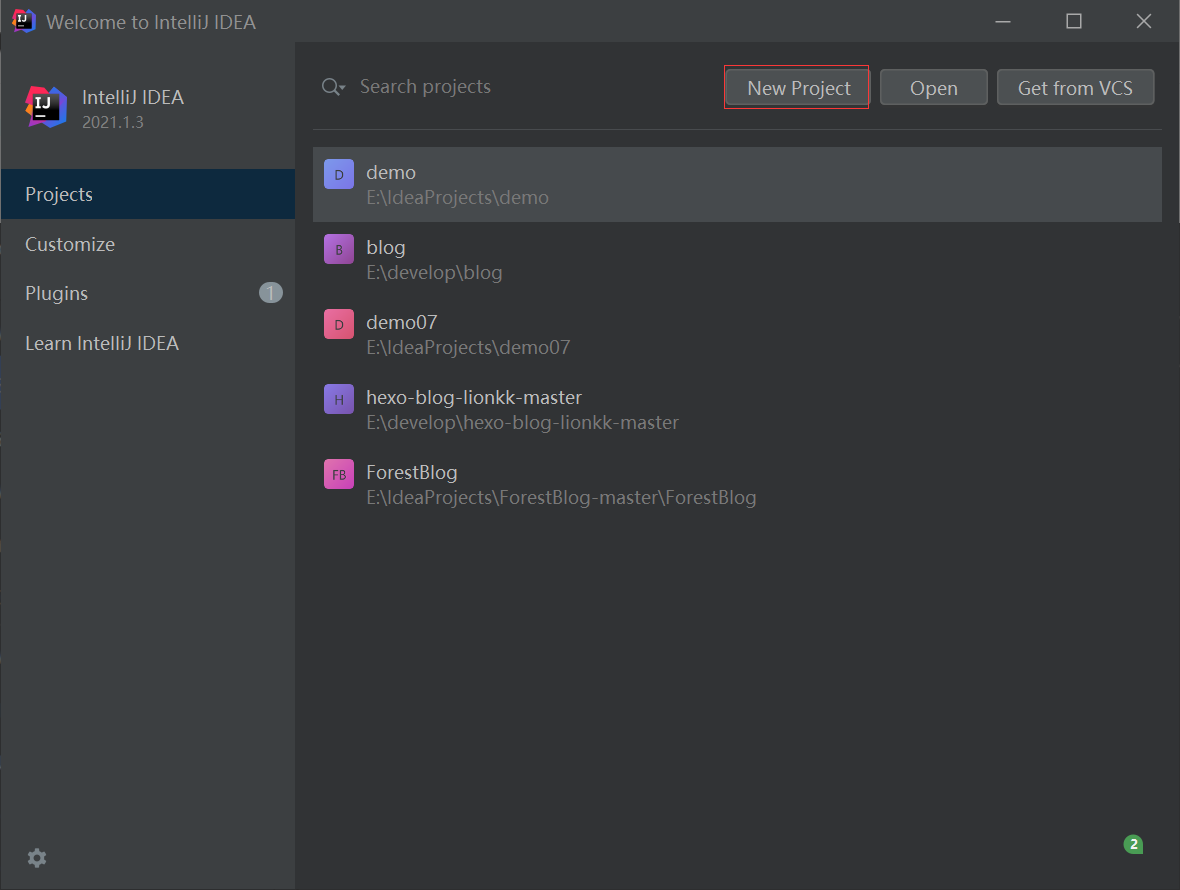 Welcome to IntelliJ IDEA
IntelliJ IDEA
2021.1.3
Projects
Customize
Plugins 1
Learn IntelliJ IDEA
Search projects
New Project Open Get from VCS
D demo
E:\IdeaProjects\demo
B blog
E:\develop\blog
D demo07
E:\IdeaProjects\demo07
H hexo-blog-lionkk-master
E:\develop\hexo-blog-lionkk-master
FB ForestBlog
E:\IdeaProjects\ForestBlog-master\ForestBlog
2